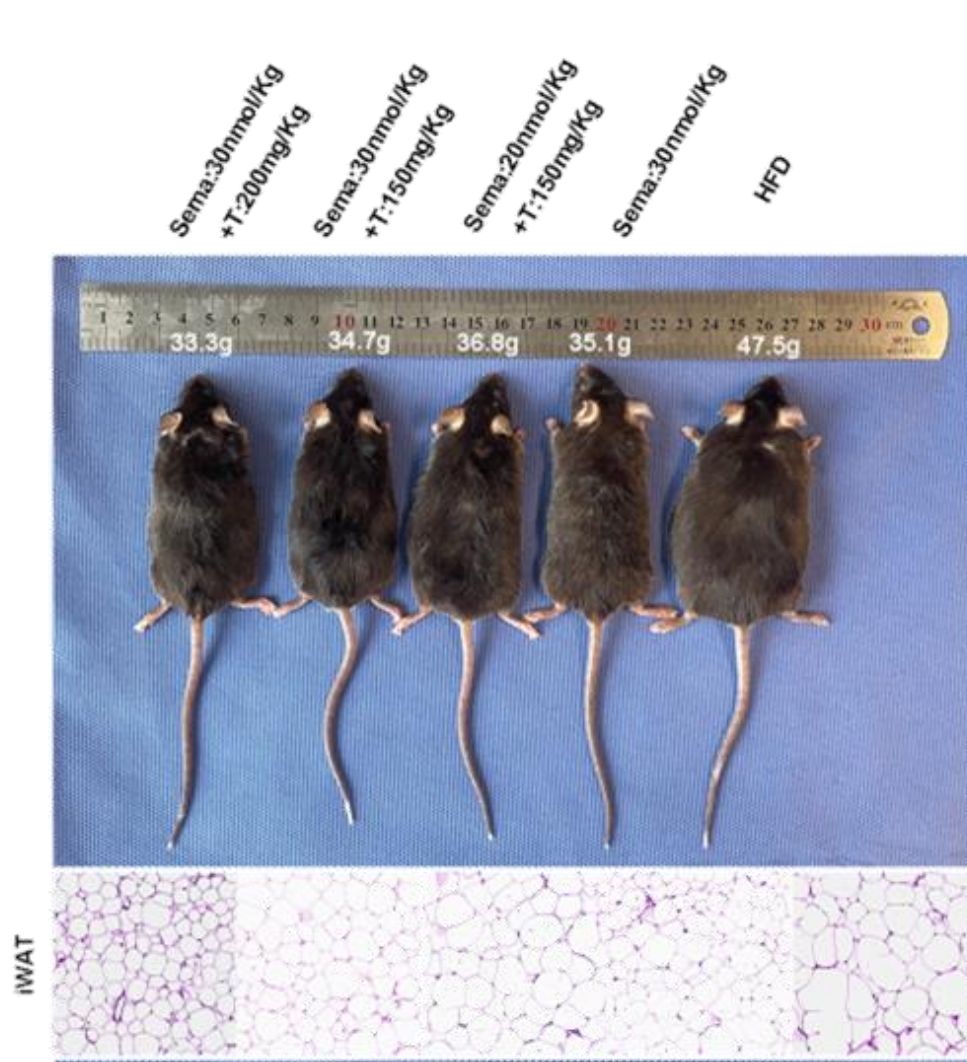 Sema:30nmol/Kg
+T:200mg/Kg
Sema:30nmol/Kg
+T:150mg/Kg
Sema:20nmol/Kg
+T:150mg/Kg
Sema:30nmol/Kg
HFD
1 2 3 4 5 6 7 8 9 10 11 12 13 14 15 16 17 18 19 20 21 22 23 24 25 26 27 28 29 30 cm
33.3g 34.7g 36.8g 35.1g 47.5g
iWAT